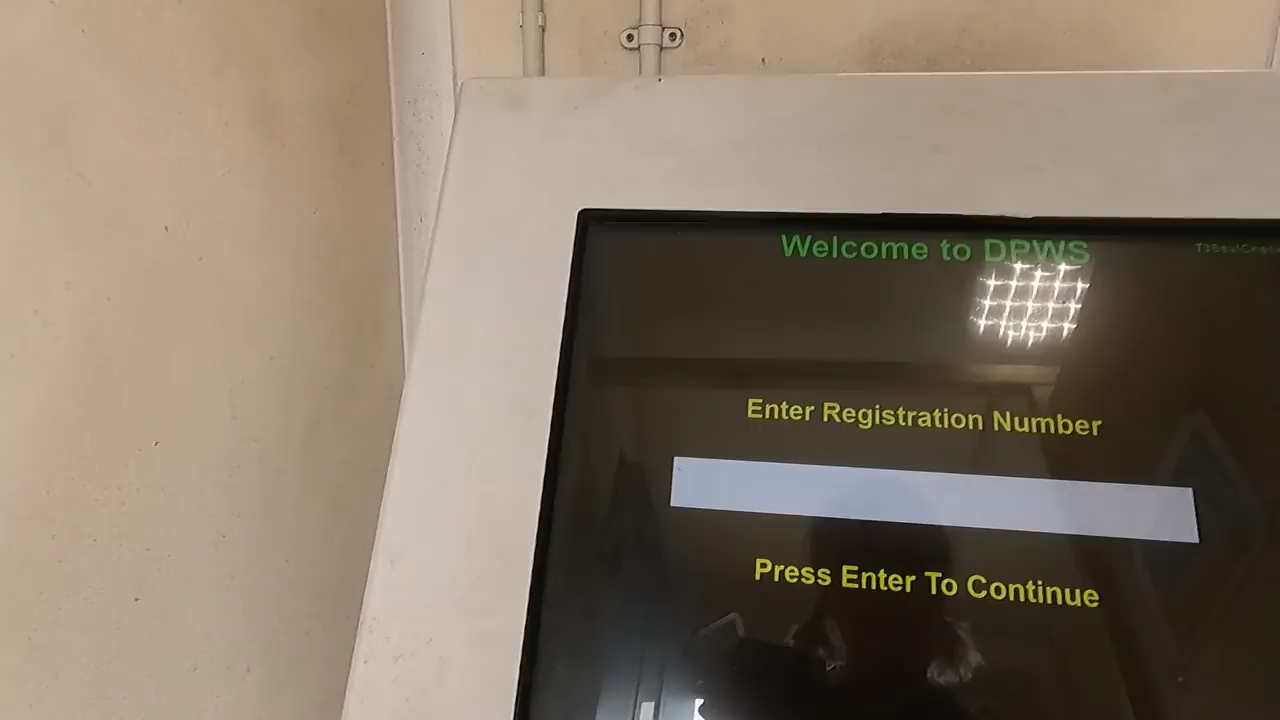 Welcome to DPWS
Enter Registration Number
Press Enter To Continue